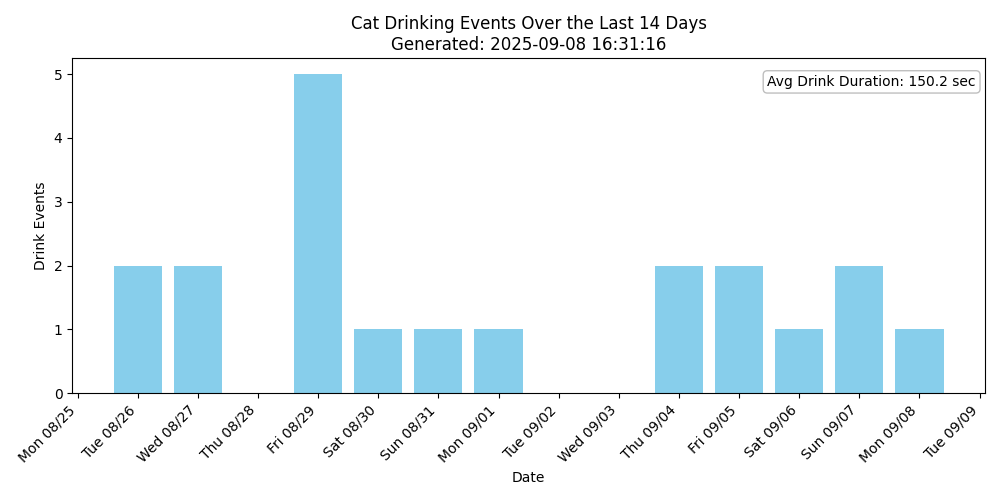 Cat Drinking Events Over the Last 14 Days
Generated: 2025-09-08 16:31:16
Avg Drink Duration: 150.2 sec
Drink Events
5
4
3
2
1
0
Mon 08/25
Tue 08/26
Wed 08/27
Thu 08/28
Fri 08/29
Sat 08/30
Sun 08/31
Mon 09/01
Tue 09/02
Wed 09/03
Thu 09/04
Fri 09/05
Sat 09/06
Sun 09/07
Mon 09/08
Tue 09/09
Date